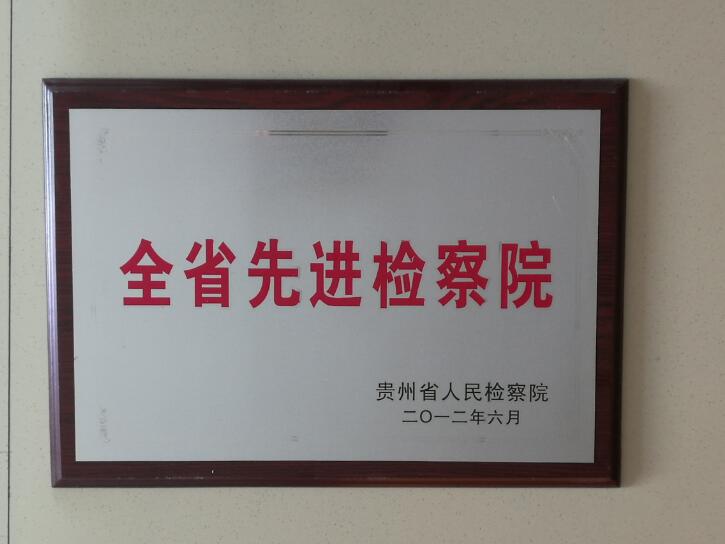 全省先进检察院
贵州省人民检察院
二〇一二年六月